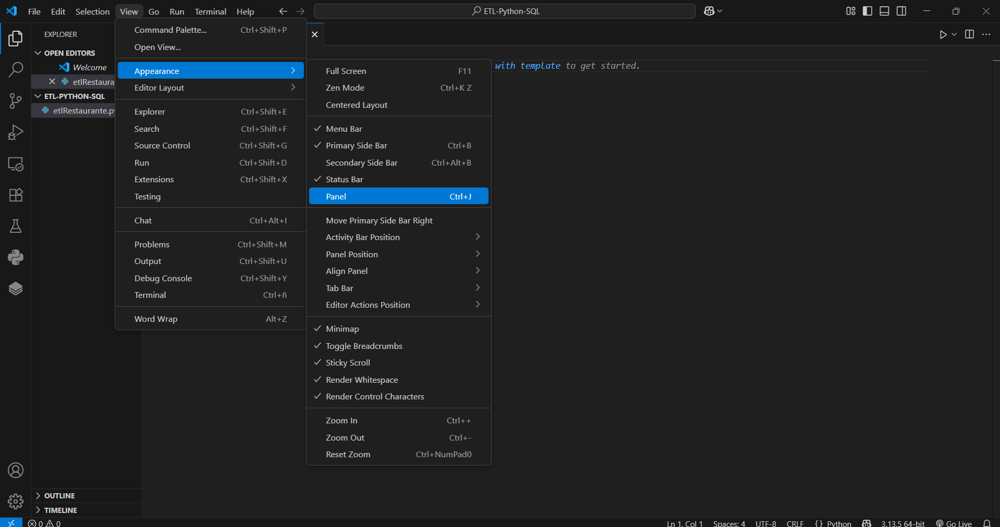 File Edit Selection View Go Run Terminal Help ETL-Python-SQL
EXPLORER
OPEN EDITORS
Welcome
etlRestaura
ETL-PYTHON-SQL
etlRestaurante.py
Command Palette... Ctrl+Shift+P
Open View...
Appearance
Editor Layout
Explorer Ctrl+Shift+E
Search Ctrl+Shift+F
Source Control Ctrl+Shift+G
Run Ctrl+Shift+D
Extensions Ctrl+Shift+X
Testing
Chat Ctrl+Alt+I
Problems Ctrl+Shift+M
Output Ctrl+Shift+U
Debug Console Ctrl+Shift+Y
Terminal Ctrl+ñ
Word Wrap Alt+Z
Full Screen F11
Zen Mode Ctrl+K Z
Centered Layout
Menu Bar
Primary Side Bar Ctrl+B
Secondary Side Bar Ctrl+Alt+B
Status Bar
Panel Ctrl+J
Move Primary Side Bar Right
Activity Bar Position
Panel Position
Align Panel
Tab Bar
Editor Actions Position
Minimap
Toggle Breadcrumbs
Sticky Scroll
Render Whitespace
Render Control Characters
Zoom In Ctrl++
Zoom Out Ctrl+-
Reset Zoom Ctrl+NumPad0
with template to get started.
OUTLINE
TIMELINE
0 0 Ln 1, Col 1 Spaces: 4 UTF-8 CRLF {} Python 3.13.5 64-bit Go Live